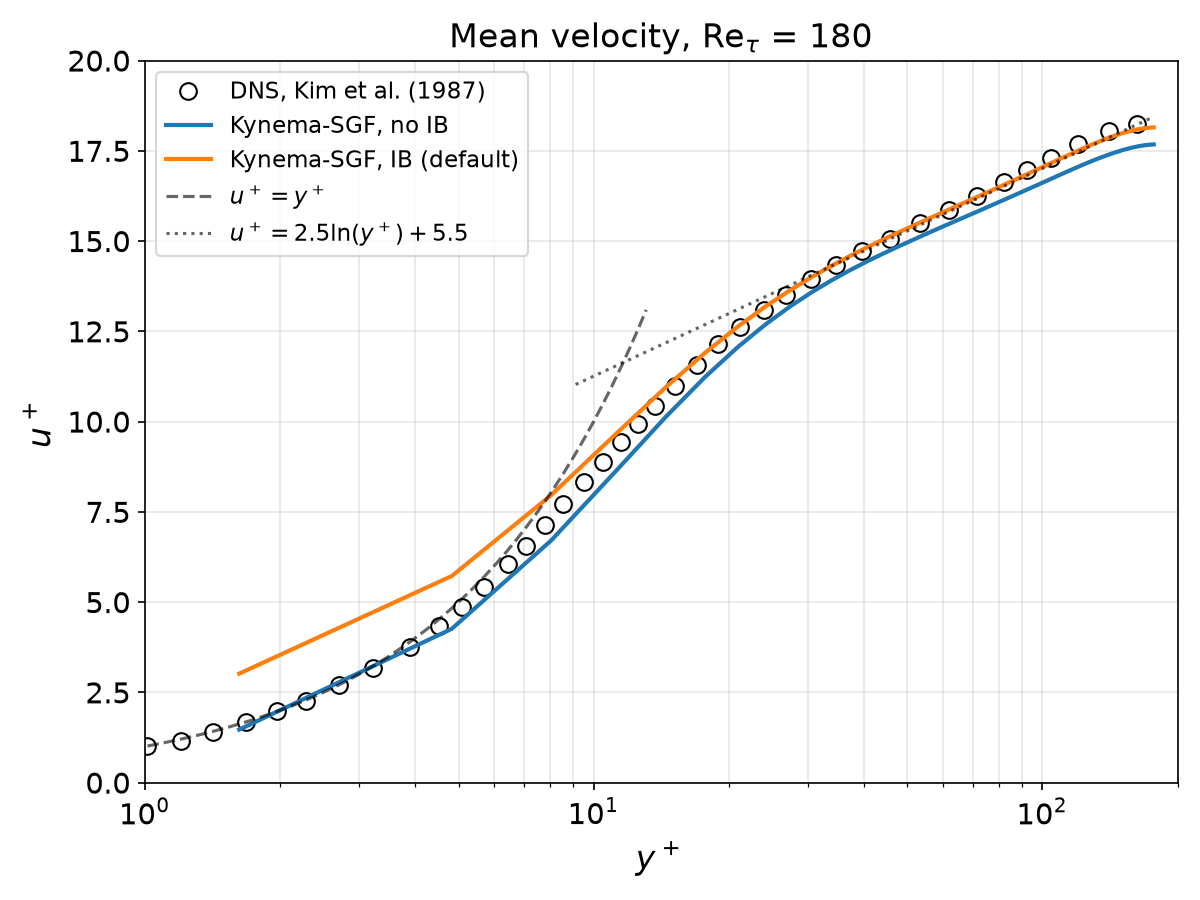 Mean velocity, Reτ = 180
20.0
17.5
15.0
12.5
10.0
7.5
5.0
2.5
0.0
u⁺
DNS, Kim et al. (1987)
Kynema-SGF, no IB
Kynema-SGF, IB (default)
u⁺ = y⁺
u⁺ = 2.5ln(y⁺) + 5.5
10⁰
10¹
10²
y⁺